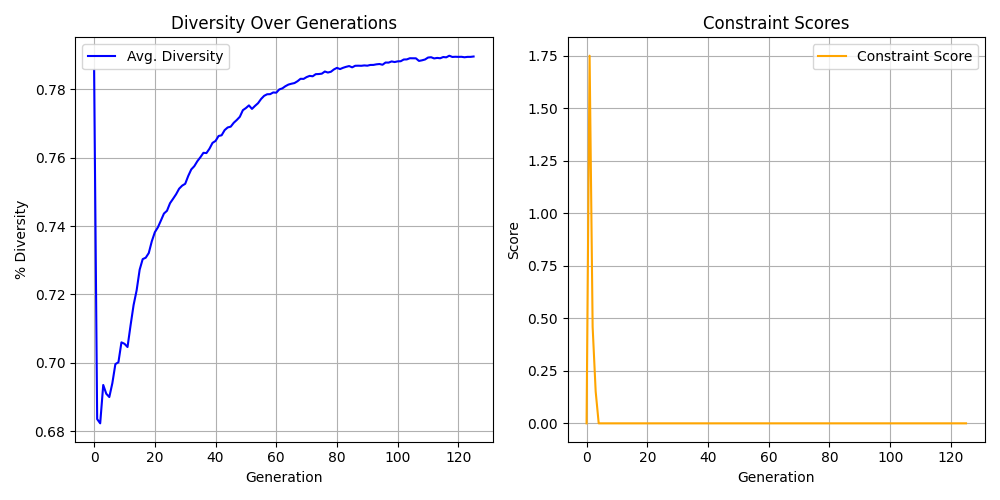 Diversity Over Generations
Avg. Diversity
% Diversity
0.78
0.76
0.74
0.72
0.70
0.68
0 20 40 60 80 100 120
Generation
Constraint Scores
Constraint Score
Score
1.75
1.50
1.25
1.00
0.75
0.50
0.25
0.00
0 20 40 60 80 100 120
Generation